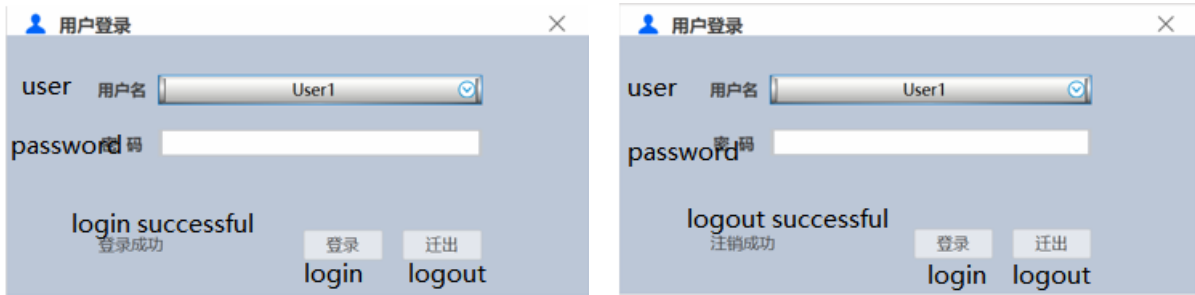 用户登录
user 用户名 User1
password 密 码
login successful
登录成功 登录 迁出
login logout
用户登录
user 用户名 User1
password 密 码
logout successful
注销成功 登录 迁出
login logout